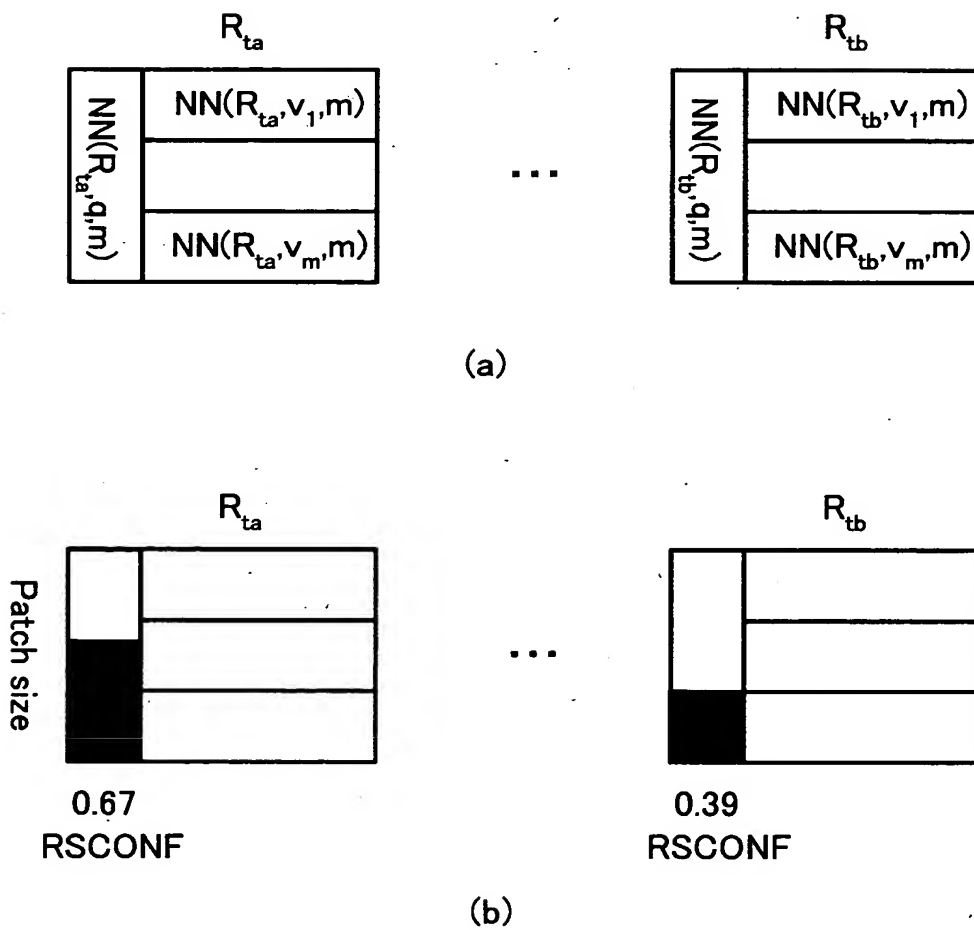 R_ta
R_tb
NN(R_ta,q,m)
NN(R_ta,v_1,m)
NN(R_ta,v_m,m)
...
NN(R_tb,q,m)
NN(R_tb,v_1,m)
NN(R_tb,v_m,m)
(a)
R_ta
R_tb
Patch size
...
0.67
RSCONF
0.39
RSCONF
(b)